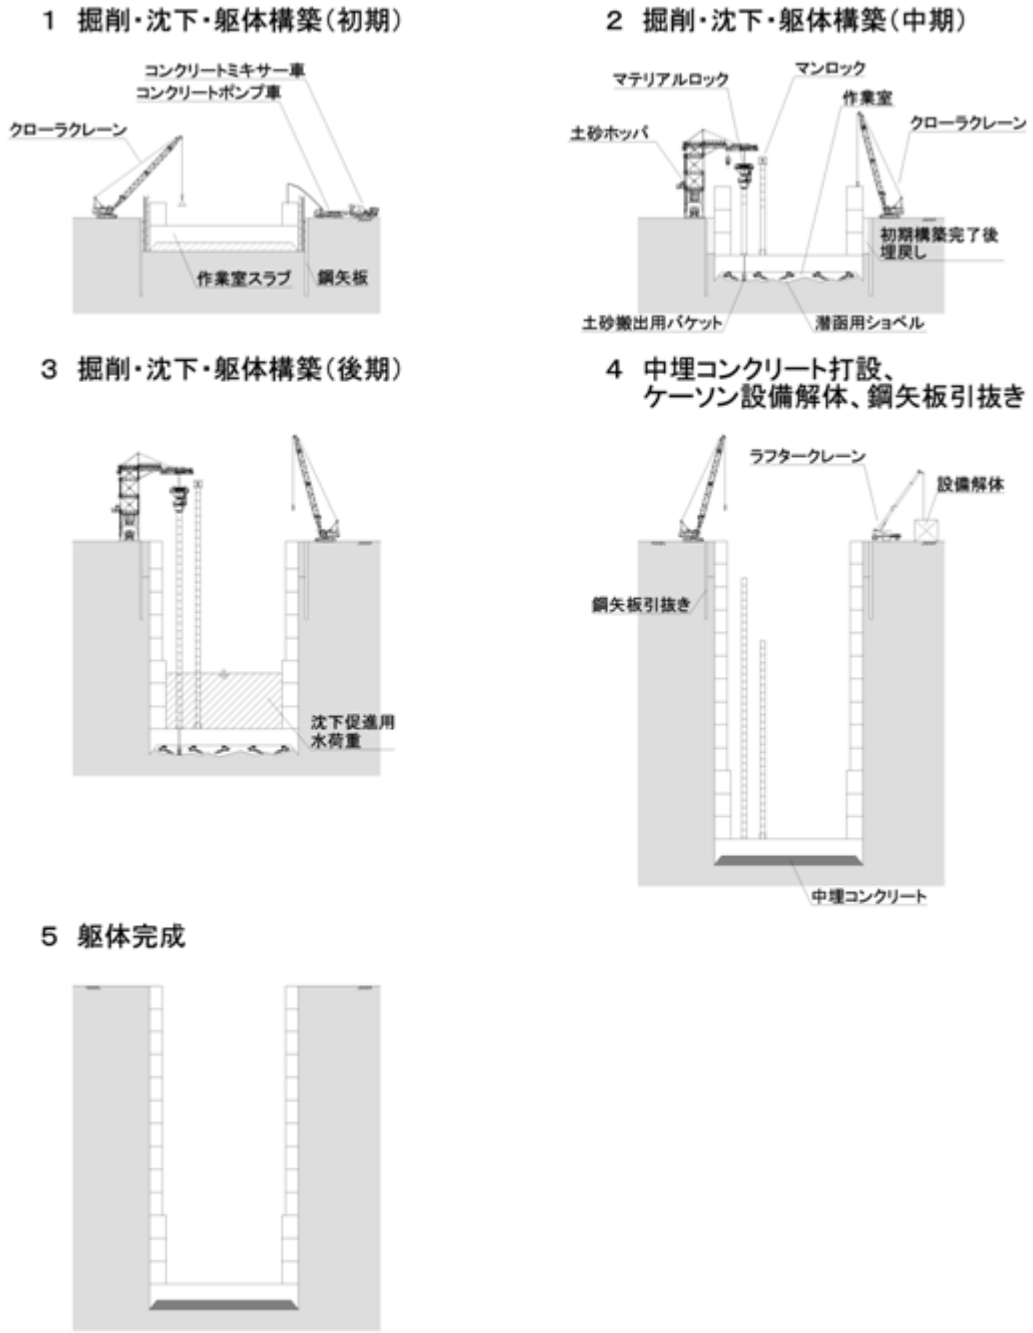 1 掘削・沈下・躯体構築(初期)
コンクリートミキサー車
コンクリートポンプ車
クローラクレーン
作業室スラブ
鋼矢板
2 掘削・沈下・躯体構築(中期)
マテリアルロック
マンロック
作業室
土砂ホッパ
クローラクレーン
初期構築完了後
埋戻し
土砂搬出用バケット
潜函用ショベル
3 掘削・沈下・躯体構築(後期)
沈下促進用
水荷重
4 中埋コンクリート打設、
ケーソン設備解体、鋼矢板引抜き
ラフタークレーン
設備解体
鋼矢板引抜き
中埋コンクリート
5 躯体完成